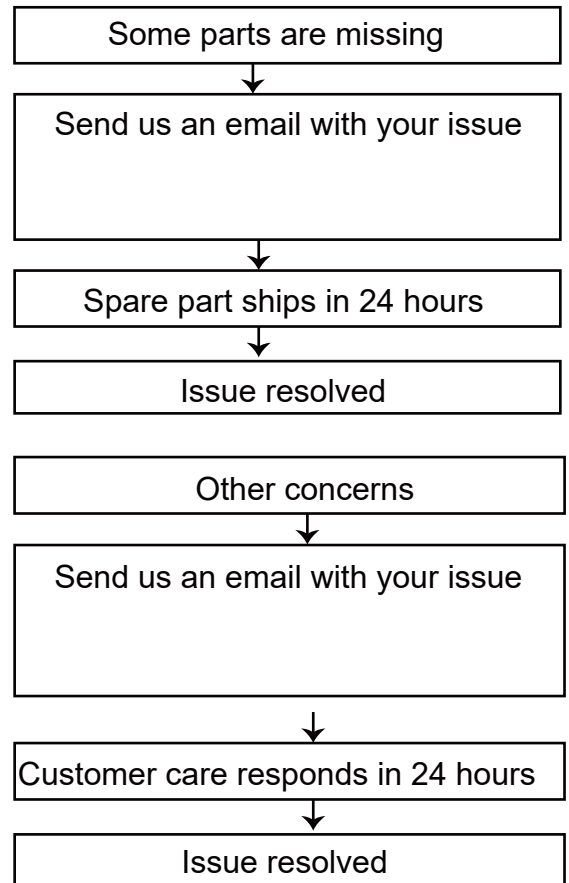 Some parts are missing
Send us an email with your issue
Spare part ships in 24 hours
Issue resolved
Other concerns
Send us an email with your issue
Customer care responds in 24 hours
Issue resolved